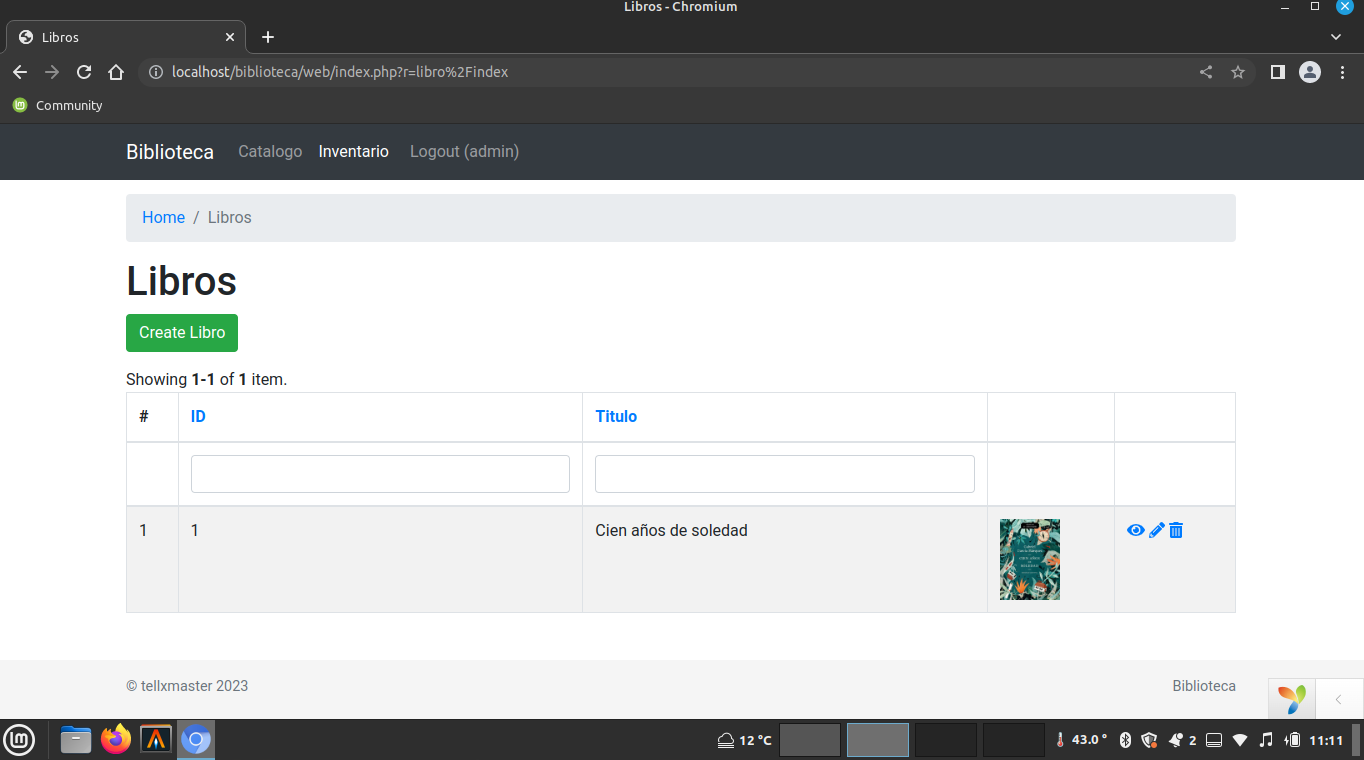 Libros - Chromium
Libros
localhost/biblioteca/web/index.php?r=libro%2Findex
Community
Biblioteca Catalogo Inventario Logout (admin)
Home / Libros
Libros
Create Libro
Showing 1-1 of 1 item.
# ID Titulo
1 1 Cien años de soledad
© tellxmaster 2023 Biblioteca
12 °C 43.0 ° 2 11:11